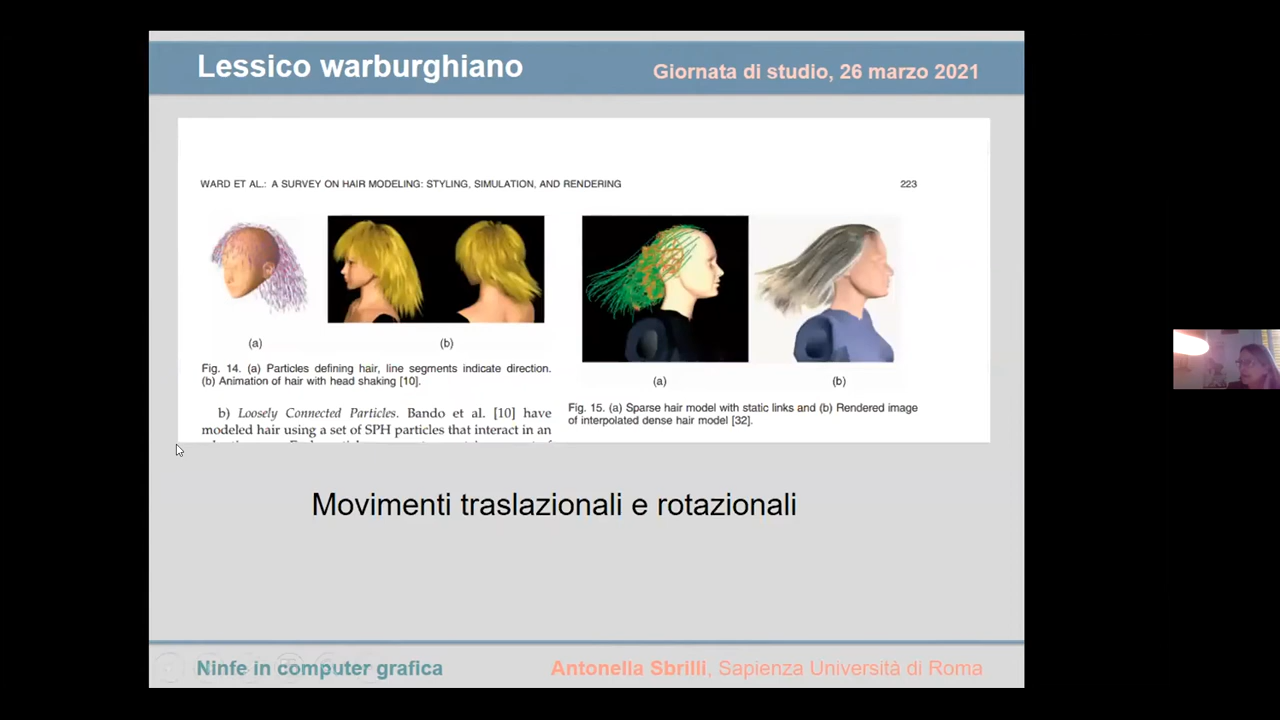 Lessico warburghiano
Giornata di studio, 26 marzo 2021
WARD ET AL.: A SURVEY ON HAIR MODELING: STYLING, SIMULATION, AND RENDERING
223
(a)
(b)
Fig. 14. (a) Particles defining hair, line segments indicate direction.
(b) Animation of hair with head shaking [10].
b) Loosely Connected Particles. Bando et al. [10] have
modeled hair using a set of SPH particles that interact in an
(a)
(b)
Fig. 15. (a) Sparse hair model with static links and (b) Rendered image
of interpolated dense hair model [32].
Movimenti traslazionali e rotazionali
Ninfe in computer grafica
Antonella Sbrilli, Sapienza Università di Roma